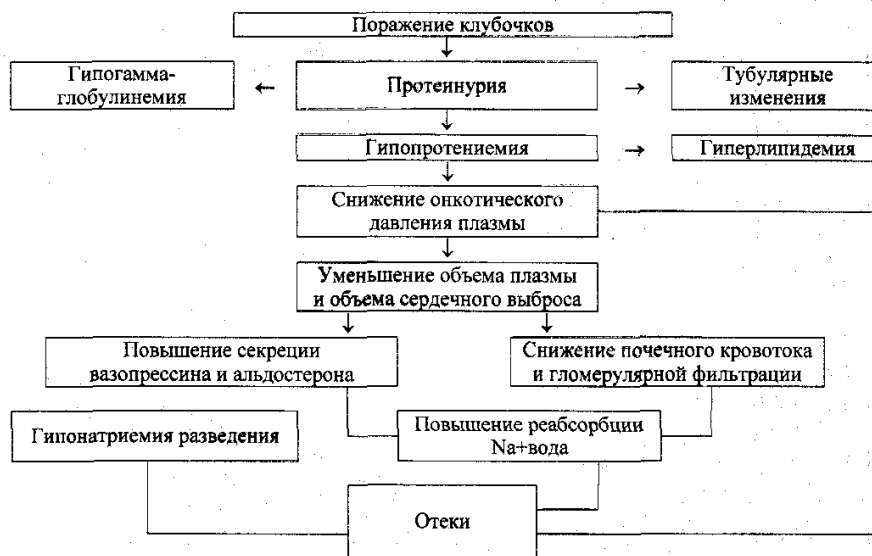 Поражение клубочков
Гипогамма-
глобулинемия
←
Протеинурия
→
Тубулярные
изменения
Гипопротениемия
→
Гиперлипидемия
Снижение онкотического
давления плазмы
Уменьшение объема плазмы
и объема сердечного выброса
Повышение секреции
вазопрессина и альдостерона
Снижение почечного кровотока
и гломерулярной фильтрации
Гипонатриемия разведения
Повышение реабсорбции
Na+вода
Отеки